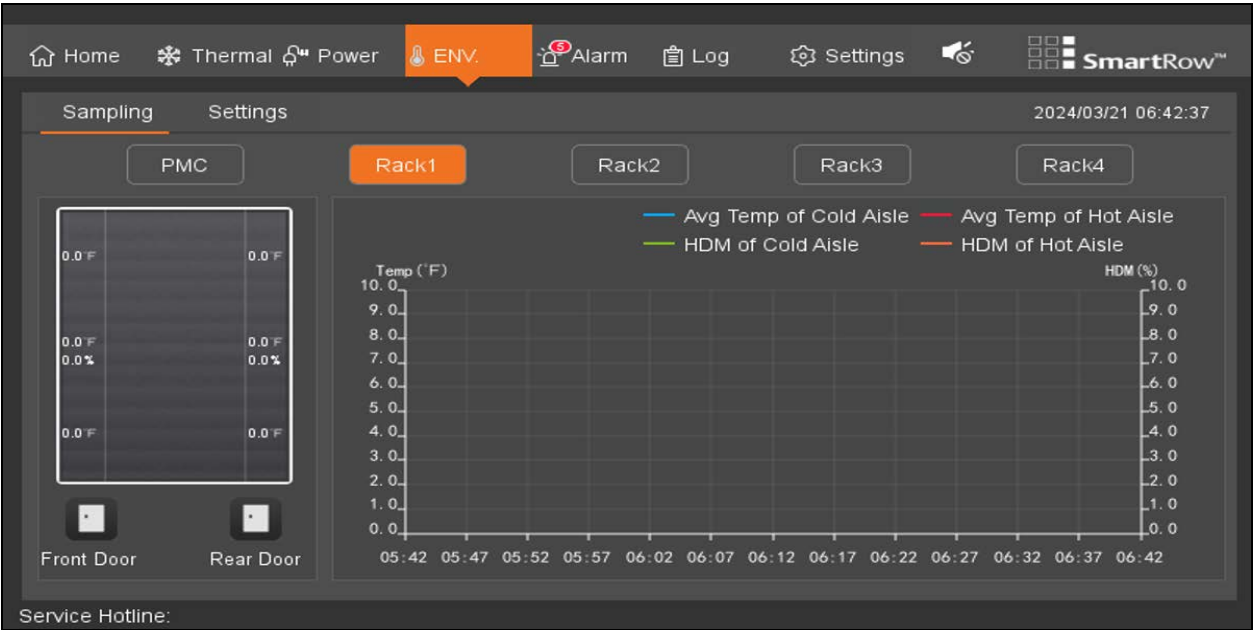 Home Thermal Power ENV. 5 Alarm Log Settings SmartRow™
Sampling Settings 2024/03/21 06:42:37
PMC Rack1 Rack2 Rack3 Rack4
Avg Temp of Cold Aisle Avg Temp of Hot Aisle
HDM of Cold Aisle HDM of Hot Aisle
0.0°F 0.0°F
0.0°F 0.0°F
0.0% 0.0%
0.0°F 0.0°F
Front Door Rear Door
Temp(°F) HDM(%)
10.0 10.0
9.0 9.0
8.0 8.0
7.0 7.0
6.0 6.0
5.0 5.0
4.0 4.0
3.0 3.0
2.0 2.0
1.0 1.0
0.0 0.0
05:42 05:47 05:52 05:57 06:02 06:07 06:12 06:17 06:22 06:27 06:32 06:37 06:42
Service Hotline: